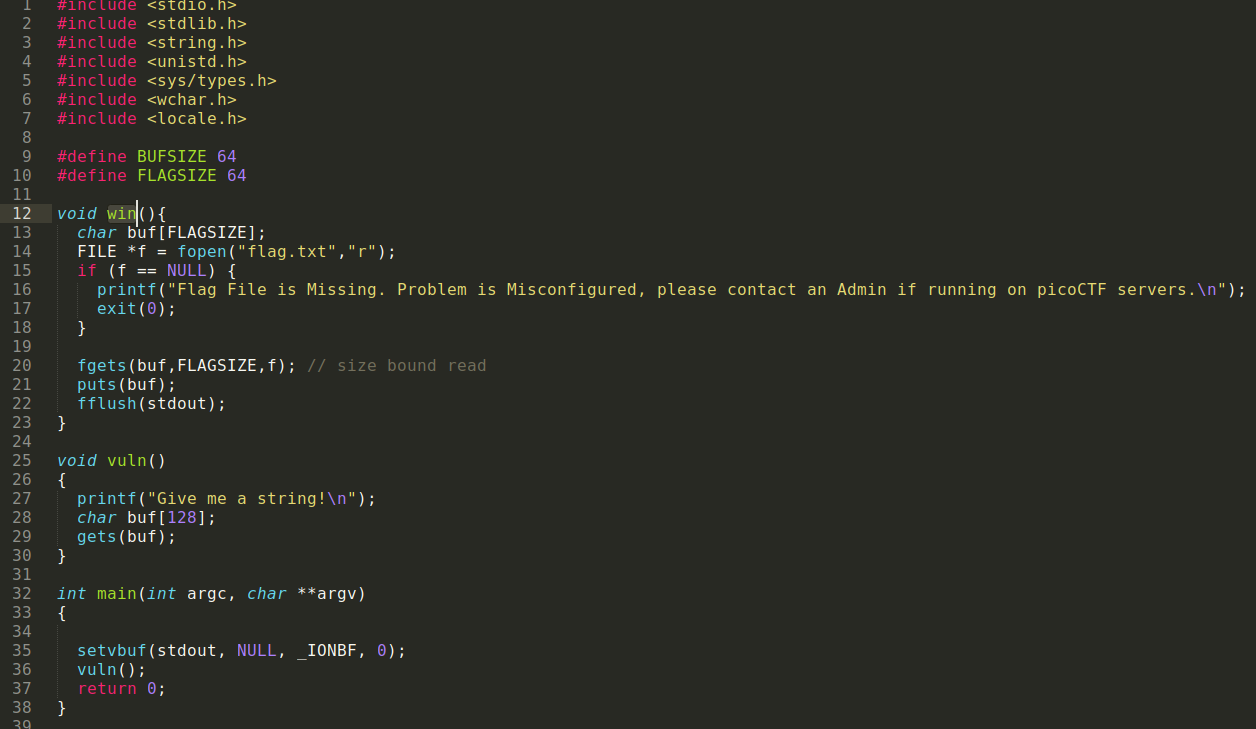 1 #include <stdio.h>
2 #include <stdlib.h>
3 #include <string.h>
4 #include <unistd.h>
5 #include <sys/types.h>
6 #include <wchar.h>
7 #include <locale.h>
8
9 #define BUFSIZE 64
10 #define FLAGSIZE 64
11
12 void win(){
13   char buf[FLAGSIZE];
14   FILE *f = fopen("flag.txt","r");
15   if (f == NULL) {
16     printf("Flag File is Missing. Problem is Misconfigured, please contact an Admin if running on picoCTF servers.\n");
17     exit(0);
18   }
19
20   fgets(buf,FLAGSIZE,f); // size bound read
21   puts(buf);
22   fflush(stdout);
23 }
24
25 void vuln()
26 {
27   printf("Give me a string!\n");
28   char buf[128];
29   gets(buf);
30 }
31
32 int main(int argc, char **argv)
33 {
34
35   setvbuf(stdout, NULL, _IONBF, 0);
36   vuln();
37   return 0;
38 }
39